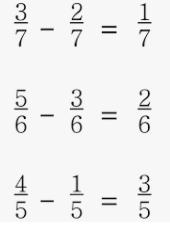 3/7 - 2/7 = 1/7
5/6 - 3/6 = 2/6
4/5 - 1/5 = 3/5